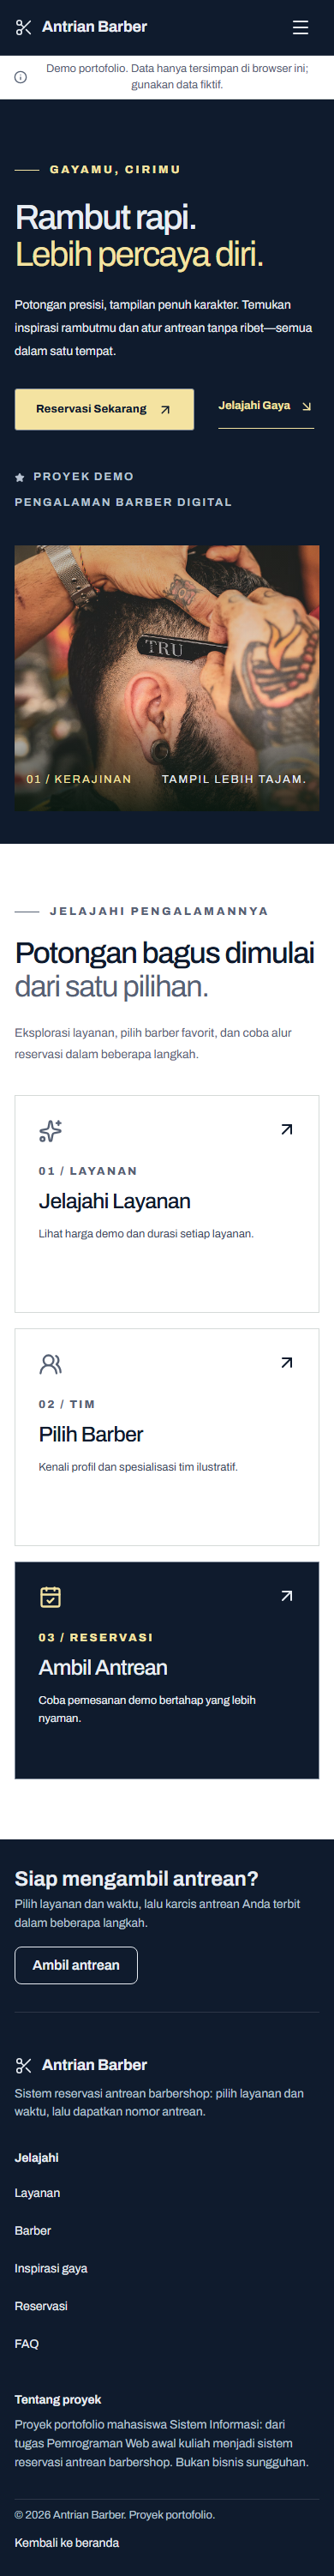 Antrian Barber
Demo portofolio. Data hanya tersimpan di browser ini;
gunakan data fiktif.
GAYAMU, CIRIMU
Rambut rapi.
Lebih percaya diri.
Potongan presisi, tampilan penuh karakter. Temukan
inspirasi rambutmu dan atur antrean tanpa ribet—semua
dalam satu tempat.
Reservasi Sekarang
Jelajahi Gaya
PROYEK DEMO
PENGALAMAN BARBER DIGITAL
TRU
01 / KERAJINAN
TAMPIL LEBIH TAJAM.
JELAJAHI PENGALAMANNYA
Potongan bagus dimulai
dari satu pilihan.
Eksplorasi layanan, pilih barber favorit, dan coba alur
reservasi dalam beberapa langkah.
01 / LAYANAN
Jelajahi Layanan
Lihat harga demo dan durasi setiap layanan.
02 / TIM
Pilih Barber
Kenali profil dan spesialisasi tim ilustratif.
03 / RESERVASI
Ambil Antrean
Coba pemesanan demo bertahap yang lebih
nyaman.
Siap mengambil antrean?
Pilih layanan dan waktu, lalu karcis antrean Anda terbit
dalam beberapa langkah.
Ambil antrean
Antrian Barber
Sistem reservasi antrean barbershop: pilih layanan dan
waktu, lalu dapatkan nomor antrean.
Jelajahi
Layanan
Barber
Inspirasi gaya
Reservasi
FAQ
Tentang proyek
Proyek portofolio mahasiswa Sistem Informasi: dari
tugas Pemrograman Web awal kuliah menjadi sistem
reservasi antrean barbershop. Bukan bisnis sungguhan.
© 2026 Antrian Barber. Proyek portofolio.
Kembali ke beranda